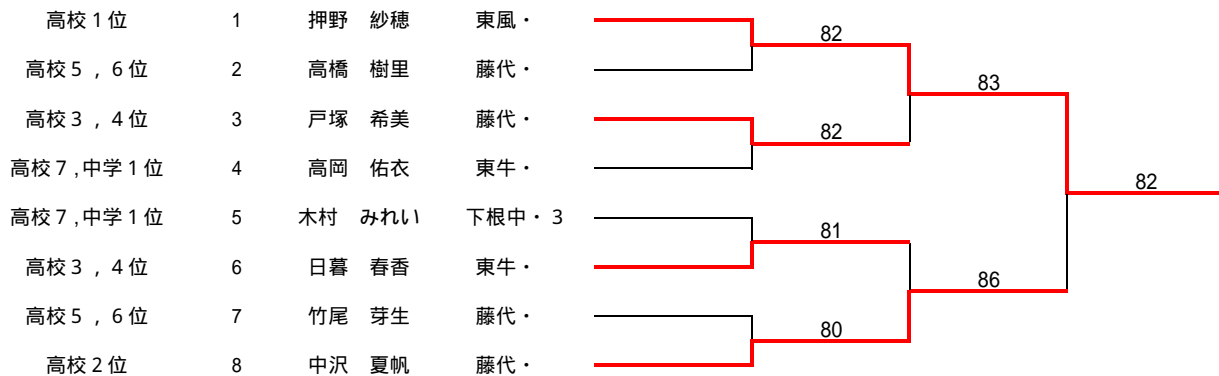 高校１位 1 押野 紗穂 東風・
82
高校５，６位 2 高橋 樹里 藤代・
83
高校３，４位 3 戸塚 希美 藤代・
82
高校７,中学１位 4 高岡 佑衣 東牛・
82
高校７,中学１位 5 木村 みれい 下根中・３
81
高校３，４位 6 日暮 春香 東牛・
86
高校５，６位 7 竹尾 芽生 藤代・
80
高校２位 8 中沢 夏帆 藤代・